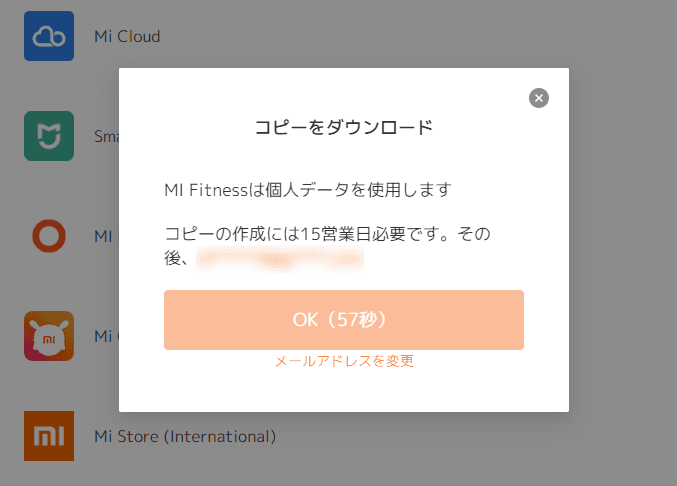 Mi Cloud
コピーをダウンロード
Sma
MI Fitnessは個人データを使用します
コピーの作成には15営業日必要です。その
後、
MI
OK（57秒）
Mi
mi
メールアドレスを変更
Mi Store (International)